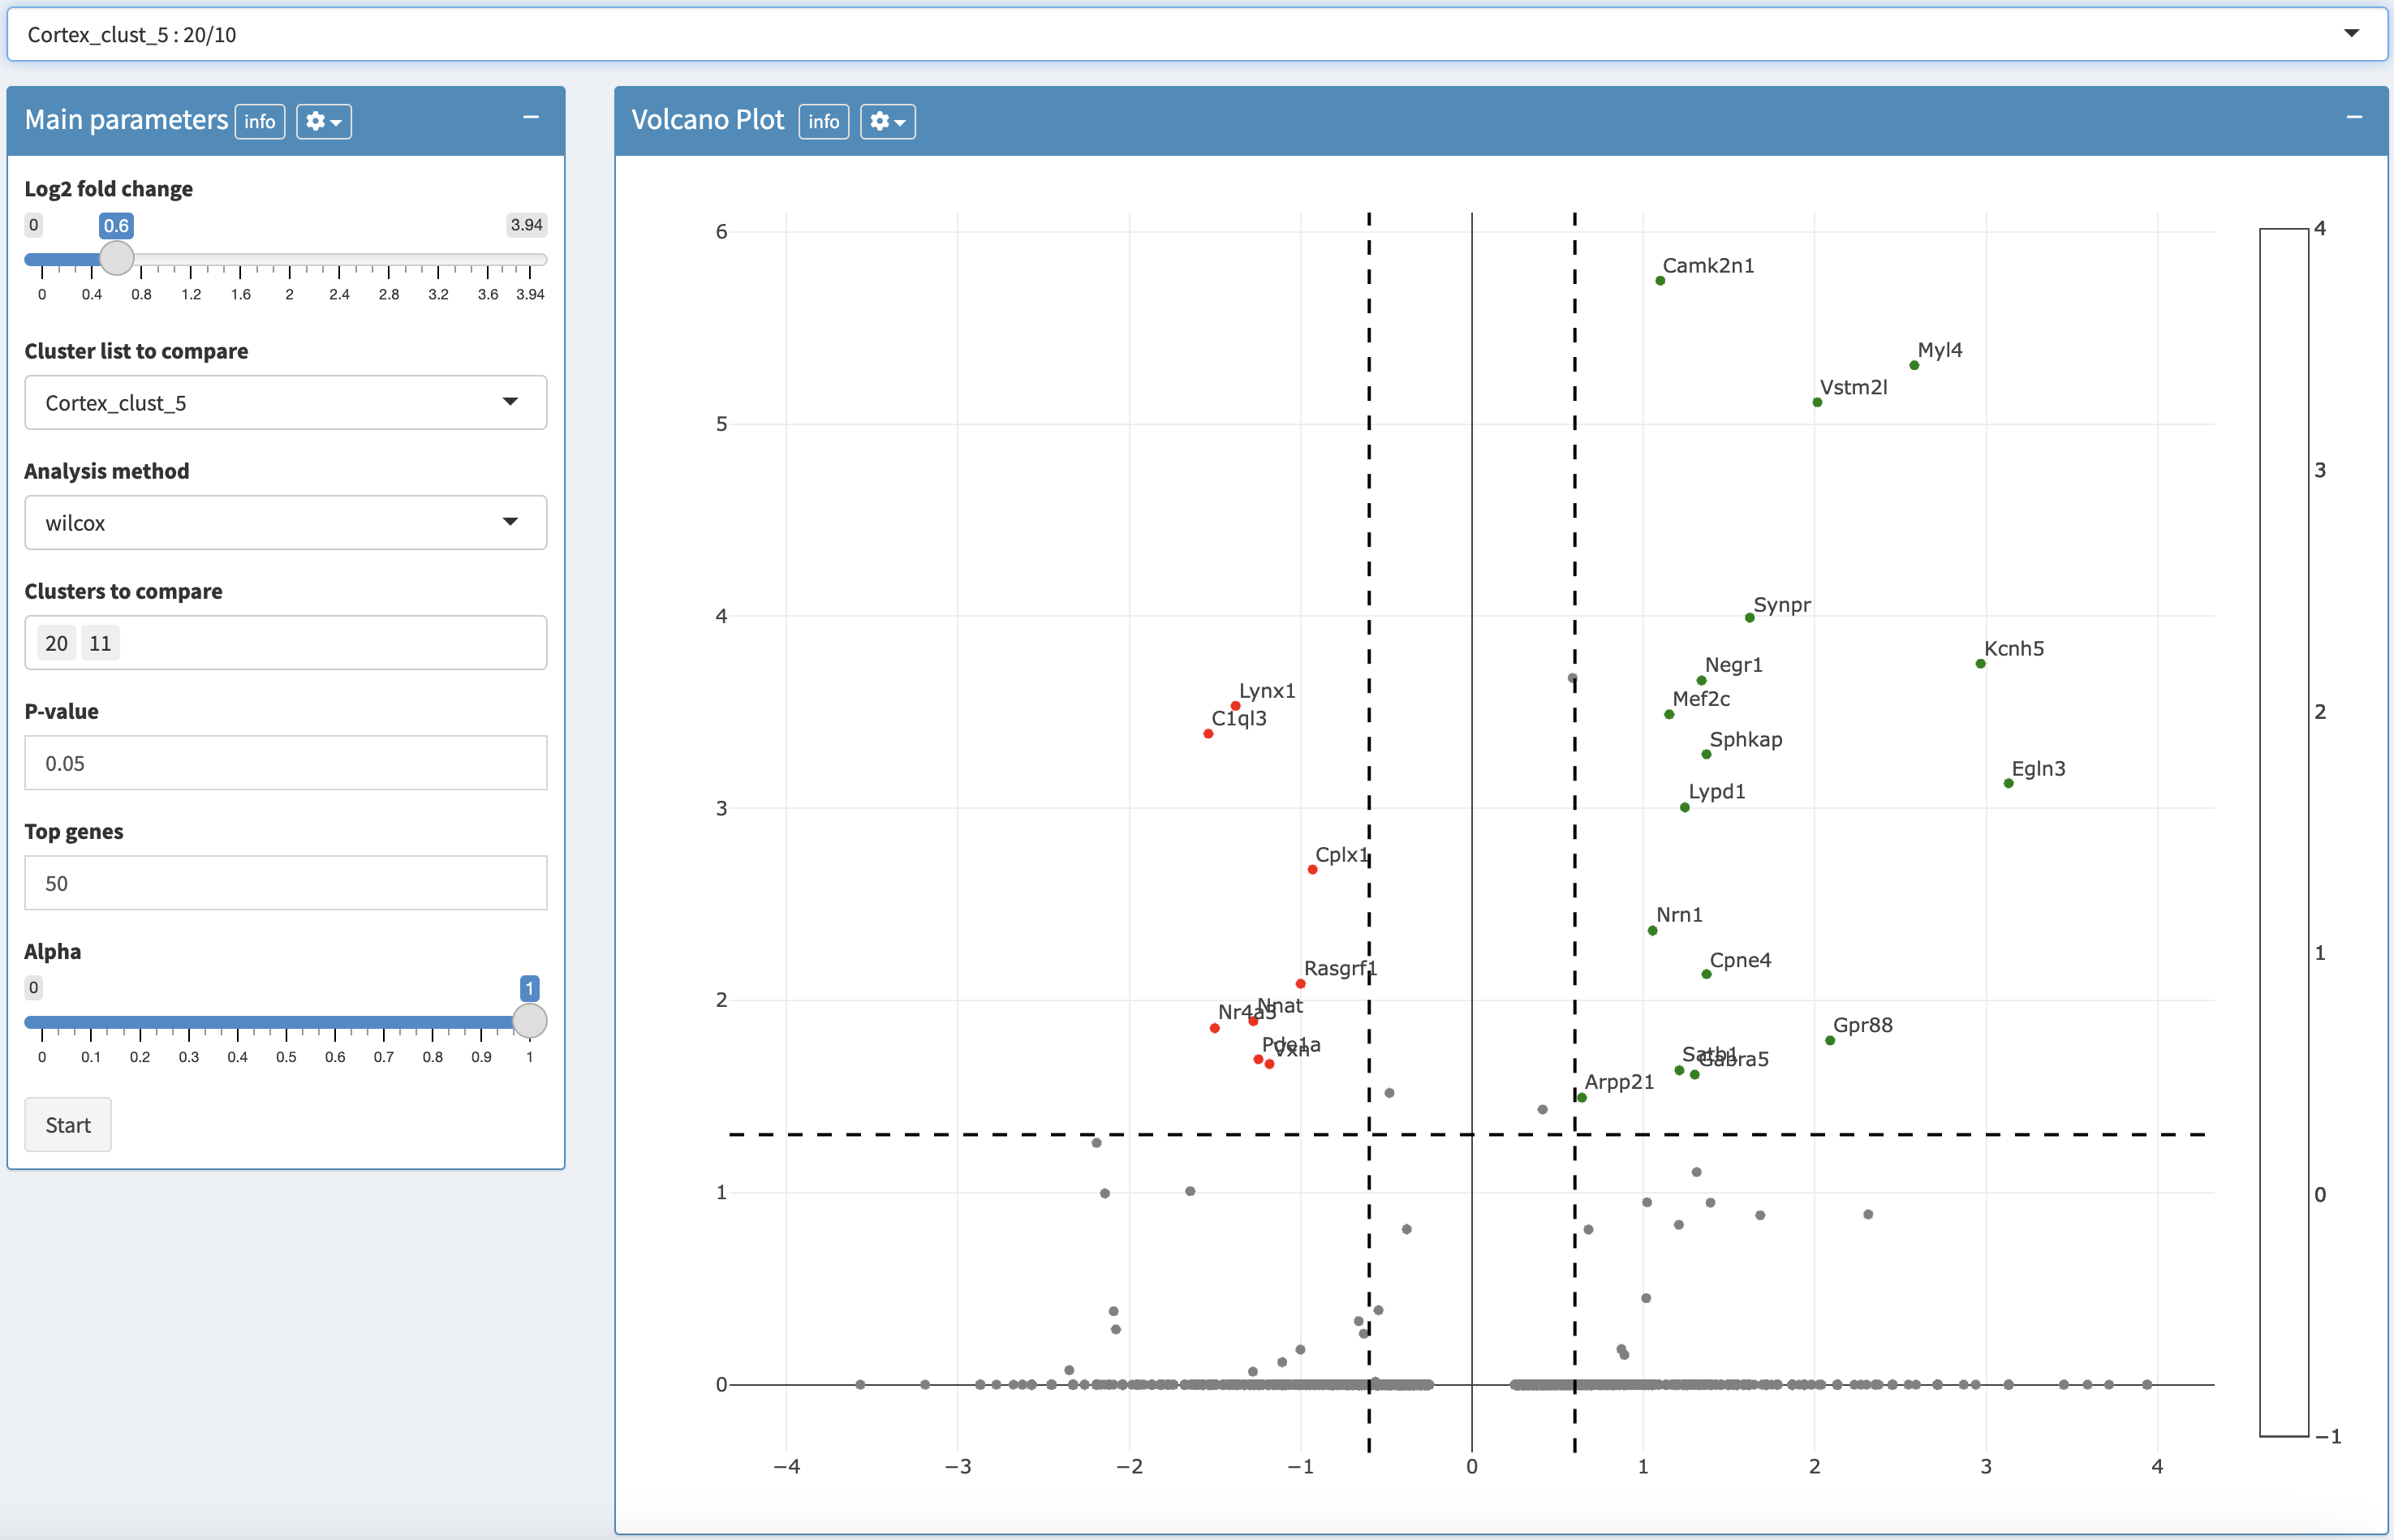 Cortex_clust_5 : 20/10
Main parameters info
Log2 fold change
0 0.6 3.94
0 0.4 0.8 1.2 1.6 2 2.4 2.8 3.2 3.6 3.94
Cluster list to compare
Cortex_clust_5
Analysis method
wilcox
Clusters to compare
20 11
P-value
0.05
Top genes
50
Alpha
0 1
0 0.1 0.2 0.3 0.4 0.5 0.6 0.7 0.8 0.9 1
Start
Volcano Plot info
6
5
4
3
2
1
0
Camk2n1
Myl4
Vstm2l
Synpr
Kcnh5
Negr1
Lynx1
Mef2c
C1ql3
Sphkap
Egln3
Lypd1
Cplx1
Nrn1
Cpne4
Rasgrf1
Nnat
Nr4a3
Gpr88
Pde1a
Vxn
Satb1
Gabra5
Arpp21
−4 −3 −2 −1 0 1 2 3 4
4
3
2
1
0
−1